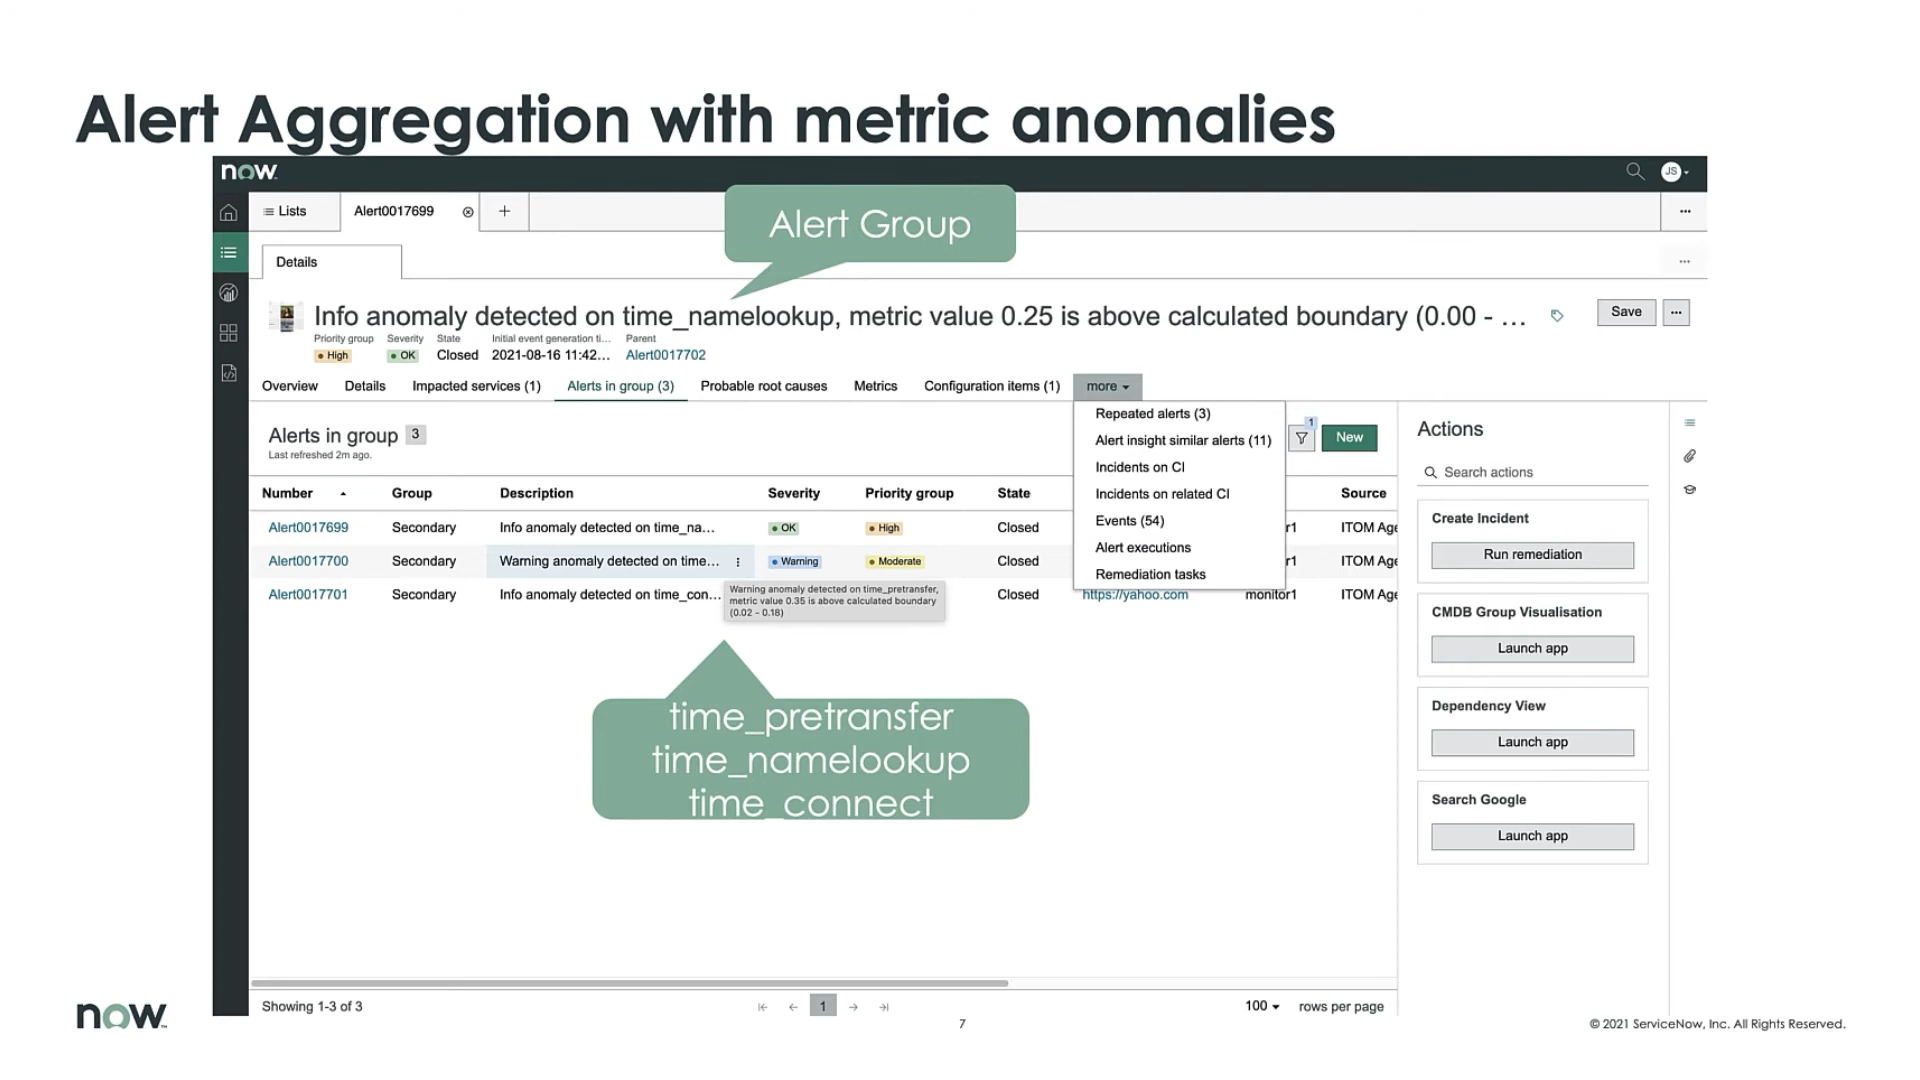 Alert Aggregation with metric anomalies
now.
JS
Lists
Alert0017699
Alert Group
Details
Info anomaly detected on time_namelookup, metric value 0.25 is above calculated boundary (0.00 - ...
Save
Priority group Severity State Initial event generation ti... Parent
High OK Closed 2021-08-16 11:42... Alert0017702
Overview Details Impacted services (1) Alerts in group (3) Probable root causes Metrics Configuration items (1) more
Repeated alerts (3)
Alert insight similar alerts (11)
Incidents on CI
Incidents on related CI
Events (54)
Alert executions
Remediation tasks
Alerts in group 3
Last refreshed 2m ago.
1
New
Number Group Description Severity Priority group State Source
Alert0017699 Secondary Info anomaly detected on time_na... OK High Closed r1 ITOM Age
Alert0017700 Secondary Warning anomaly detected on time... Warning Moderate Closed r1 ITOM Age
Alert0017701 Secondary Info anomaly detected on time_con... Closed https://yahoo.com monitor1 ITOM Age
Warning anomaly detected on time_pretransfer,
metric value 0.35 is above calculated boundary
(0.02 - 0.18)
time_pretransfer
time_namelookup
time_connect
Actions
Search actions
Create Incident
Run remediation
CMDB Group Visualisation
Launch app
Dependency View
Launch app
Search Google
Launch app
Showing 1-3 of 3
1
100 rows per page
now
7
© 2021 ServiceNow, Inc. All Rights Reserved.